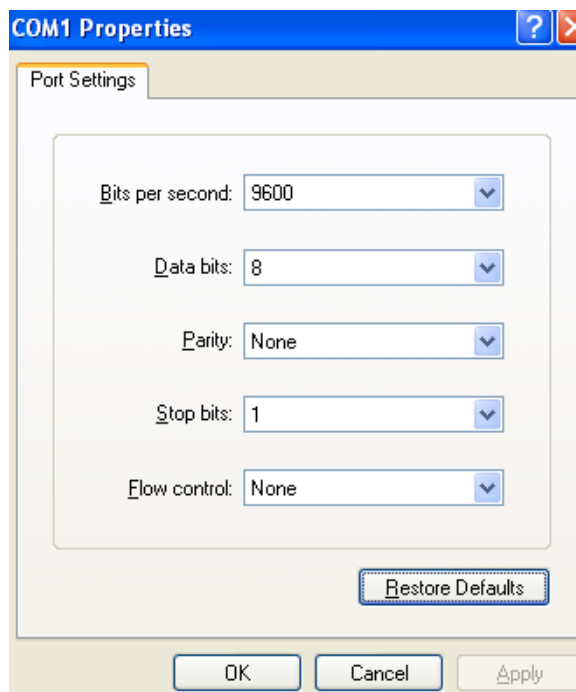 COM1 Properties ?
Port Settings
Bits per second: 9600
Data bits: 8
Parity: None
Stop bits: 1
Flow control: None
Restore Defaults
OK Cancel Apply